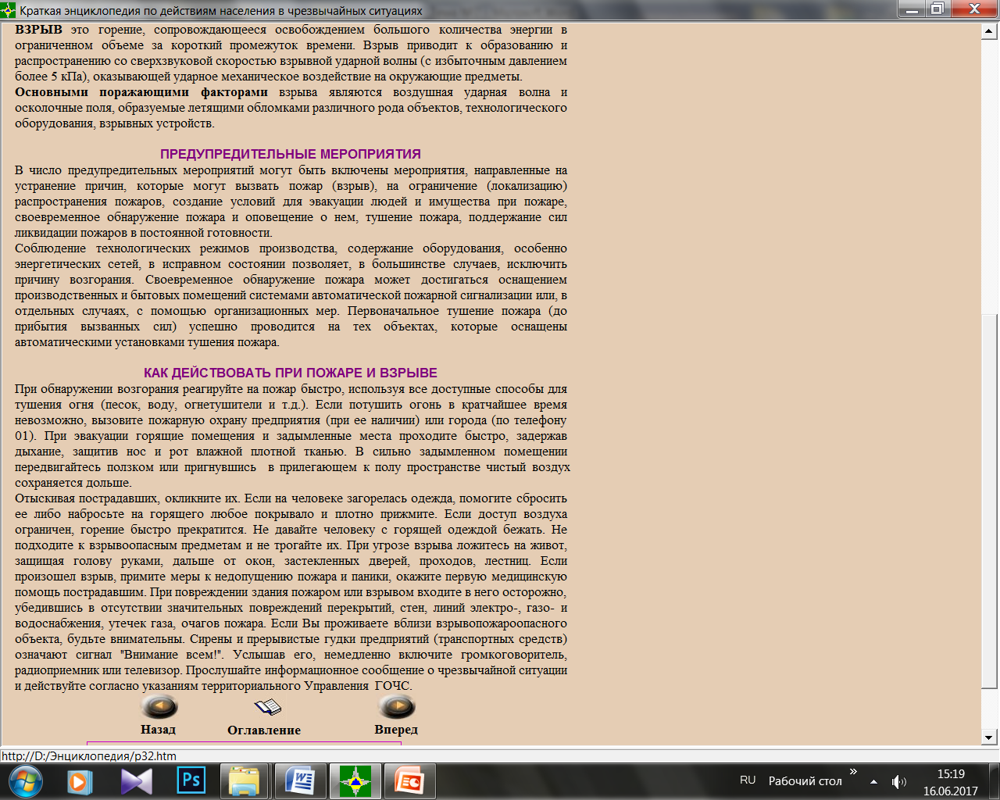 Краткая энциклопедия по действиям населения в чрезвычайных ситуациях
ВЗРЫВ это горение, сопровождающееся освобождением большого количества энергии в
ограниченном объеме за короткий промежуток времени. Взрыв приводит к образованию и
распространению со сверхзвуковой скоростью взрывной ударной волны (с избыточным давлением
более 5 кПа), оказывающей ударное механическое воздействие на окружающие предметы.
Основными поражающими факторами взрыва являются воздушная ударная волна и
осколочные поля, образуемые летящими обломками различного рода объектов, технологического
оборудования, взрывных устройств.
ПРЕДУПРЕДИТЕЛЬНЫЕ МЕРОПРИЯТИЯ
В число предупредительных мероприятий могут быть включены мероприятия, направленные на
устранение причин, которые могут вызвать пожар (взрыв), на ограничение (локализацию)
распространения пожаров, создание условий для эвакуации людей и имущества при пожаре,
своевременное обнаружение пожара и оповещение о нем, тушение пожара, поддержание сил
ликвидации пожаров в постоянной готовности.
Соблюдение технологических режимов производства, содержание оборудования, особенно
энергетических сетей, в исправном состоянии позволяет, в большинстве случаев, исключить
причину возгорания. Своевременное обнаружение пожара может достигаться оснащением
производственных и бытовых помещений системами автоматической пожарной сигнализации или, в
отдельных случаях, с помощью организационных мер. Первоначальное тушение пожара (до
прибытия вызванных сил) успешно проводится на тех объектах, которые оснащены
автоматическими установками тушения пожара.
КАК ДЕЙСТВОВАТЬ ПРИ ПОЖАРЕ И ВЗРЫВЕ
При обнаружении возгорания реагируйте на пожар быстро, используя все доступные способы для
тушения огня (песок, воду, огнетушители и т.д.). Если потушить огонь в кратчайшее время
невозможно, вызовите пожарную охрану предприятия (при ее наличии) или города (по телефону
01). При эвакуации горящие помещения и задымленные места проходите быстро, задержав
дыхание, защитив нос и рот влажной плотной тканью. В сильно задымленном помещении
передвигайтесь ползком или пригнувшись в прилегающем к полу пространстве чистый воздух
сохраняется дольше.
Отыскивая пострадавших, окликните их. Если на человеке загорелась одежда, помогите сбросить
ее либо набросьте на горящего любое покрывало и плотно прижмите. Если доступ воздуха
ограничен, горение быстро прекратится. Не давайте человеку с горящей одеждой бежать. Не
подходите к взрывоопасным предметам и не трогайте их. При угрозе взрыва ложитесь на живот,
защищая голову руками, дальше от окон, застекленных дверей, проходов, лестниц. Если
произошел взрыв, примите меры к недопущению пожара и паники, окажите первую медицинскую
помощь пострадавшим. При повреждении здания пожаром или взрывом входите в него осторожно,
убедившись в отсутствии значительных повреждений перекрытий, стен, линий электро-, газо- и
водоснабжения, утечек газа, очагов пожара. Если Вы проживаете вблизи взрывопожароопасного
объекта, будьте внимательны. Сирены и прерывистые гудки предприятий (транспортных средств)
означают сигнал "Внимание всем!". Услышав его, немедленно включите громкоговоритель,
радиоприемник или телевизор. Прослушайте информационное сообщение о чрезвычайной ситуации
и действуйте согласно указаниям территориального Управления ГОЧС.
Назад Оглавление Вперед
http://D:/Энциклопедия/p32.htm
Ps
RU Рабочий стол » 15:19
16.06.2017